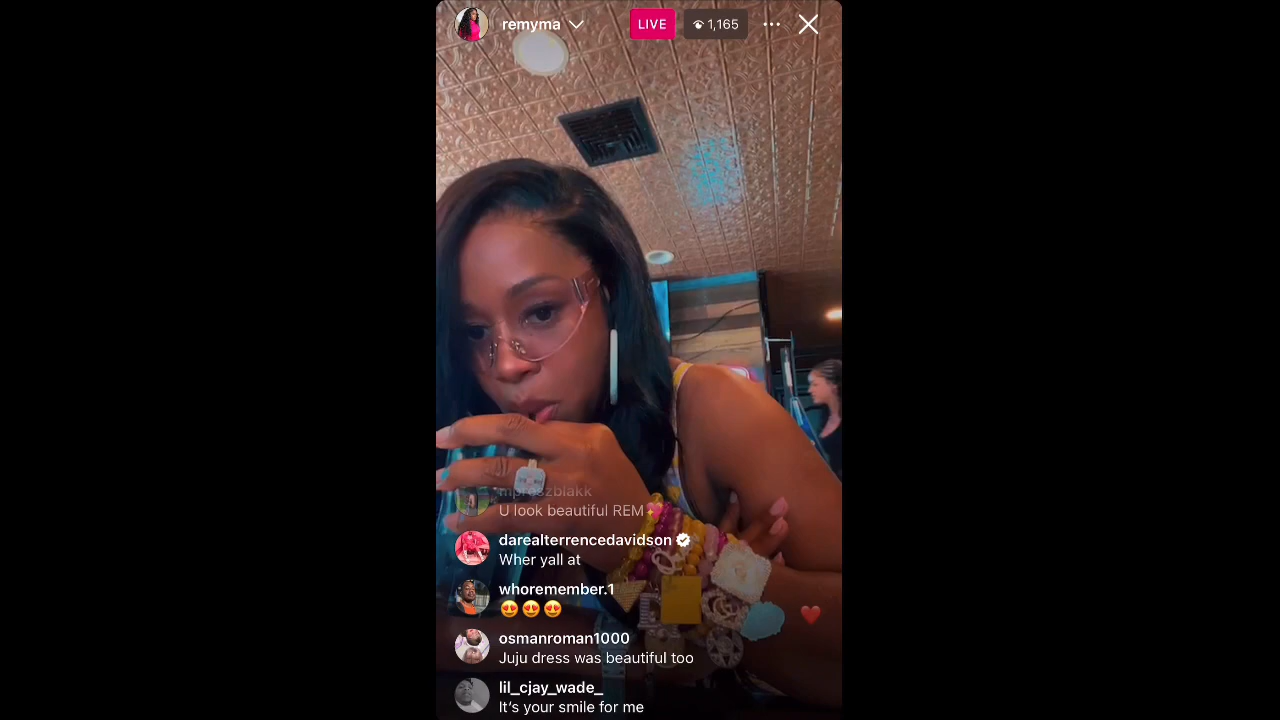 remyma
LIVE
1,165
mproszblakk
U look beautiful REM✨💖
darealterrencedavidson
Wher yall at
whoremember.1
😍😍😍
osmanroman1000
Juju dress was beautiful too
lil_cjay_wade_
It’s your smile for me